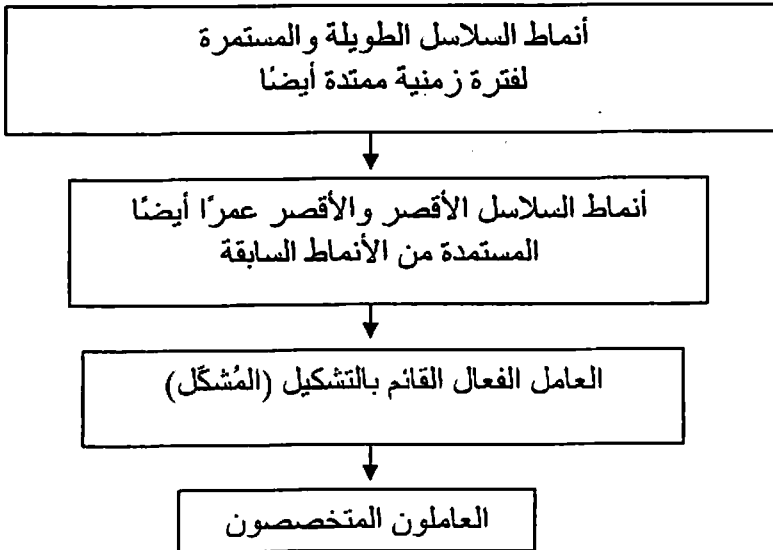 أنماط السلاسل الطويلة والمستمرة
لفترة زمنية ممتدة أيضًا
أنماط السلاسل الأقصر والأقصر عمرًا أيضًا
المستمدة من الأنماط السابقة
العامل الفعال القائم بالتشكيل (المُشكِّل)
العاملون المتخصصون